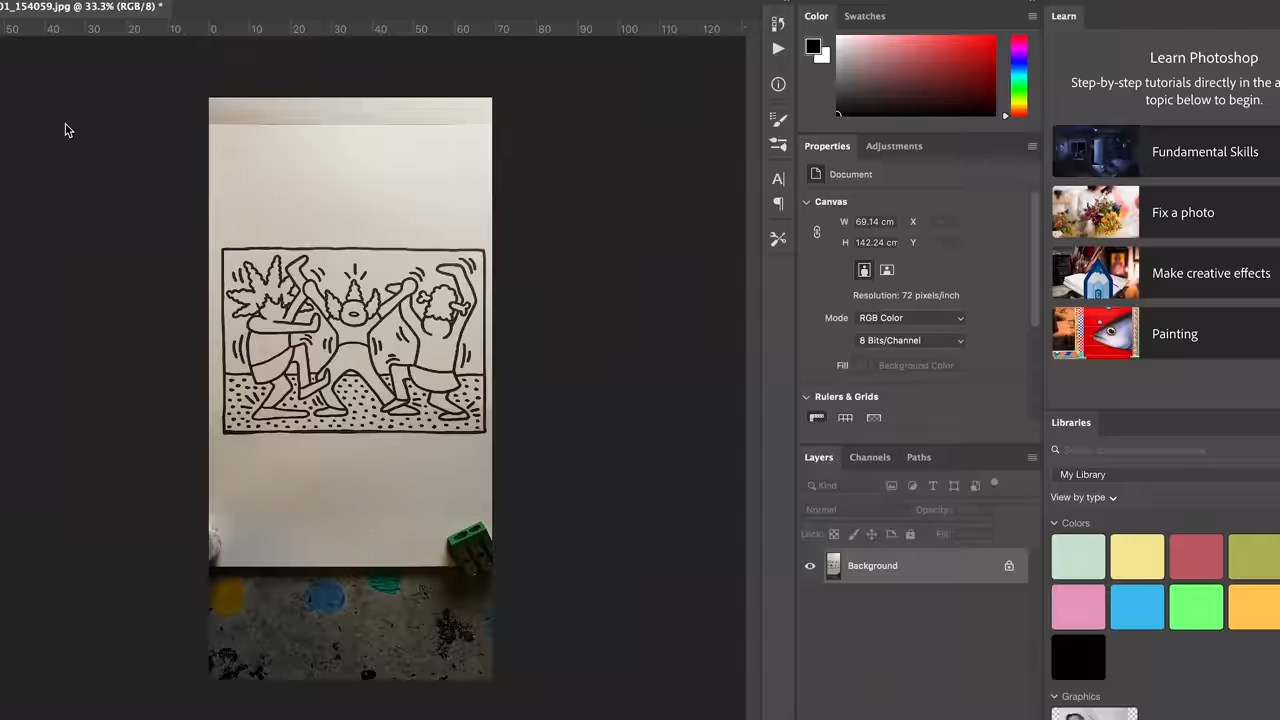 01_154059.jpg @ 33.3% (RGB/8) *
50 40 30 20 10 0 10 20 30 40 50 60 70 80 90 100 110 120
Color Swatches
Properties Adjustments
Document
Canvas
W 69.14 cm X
H 142.24 cm Y
Resolution: 72 pixels/inch
Mode RGB Color
8 Bits/Channel
Fill Background Color
Rulers & Grids
Layers Channels Paths
Kind
Normal Opacity:
Lock: Fill:
Background
Learn
Learn Photoshop
Step-by-step tutorials directly in the a
topic below to begin.
Fundamental Skills
Fix a photo
Make creative effects
Painting
Libraries
My Library
View by type
Colors
Graphics